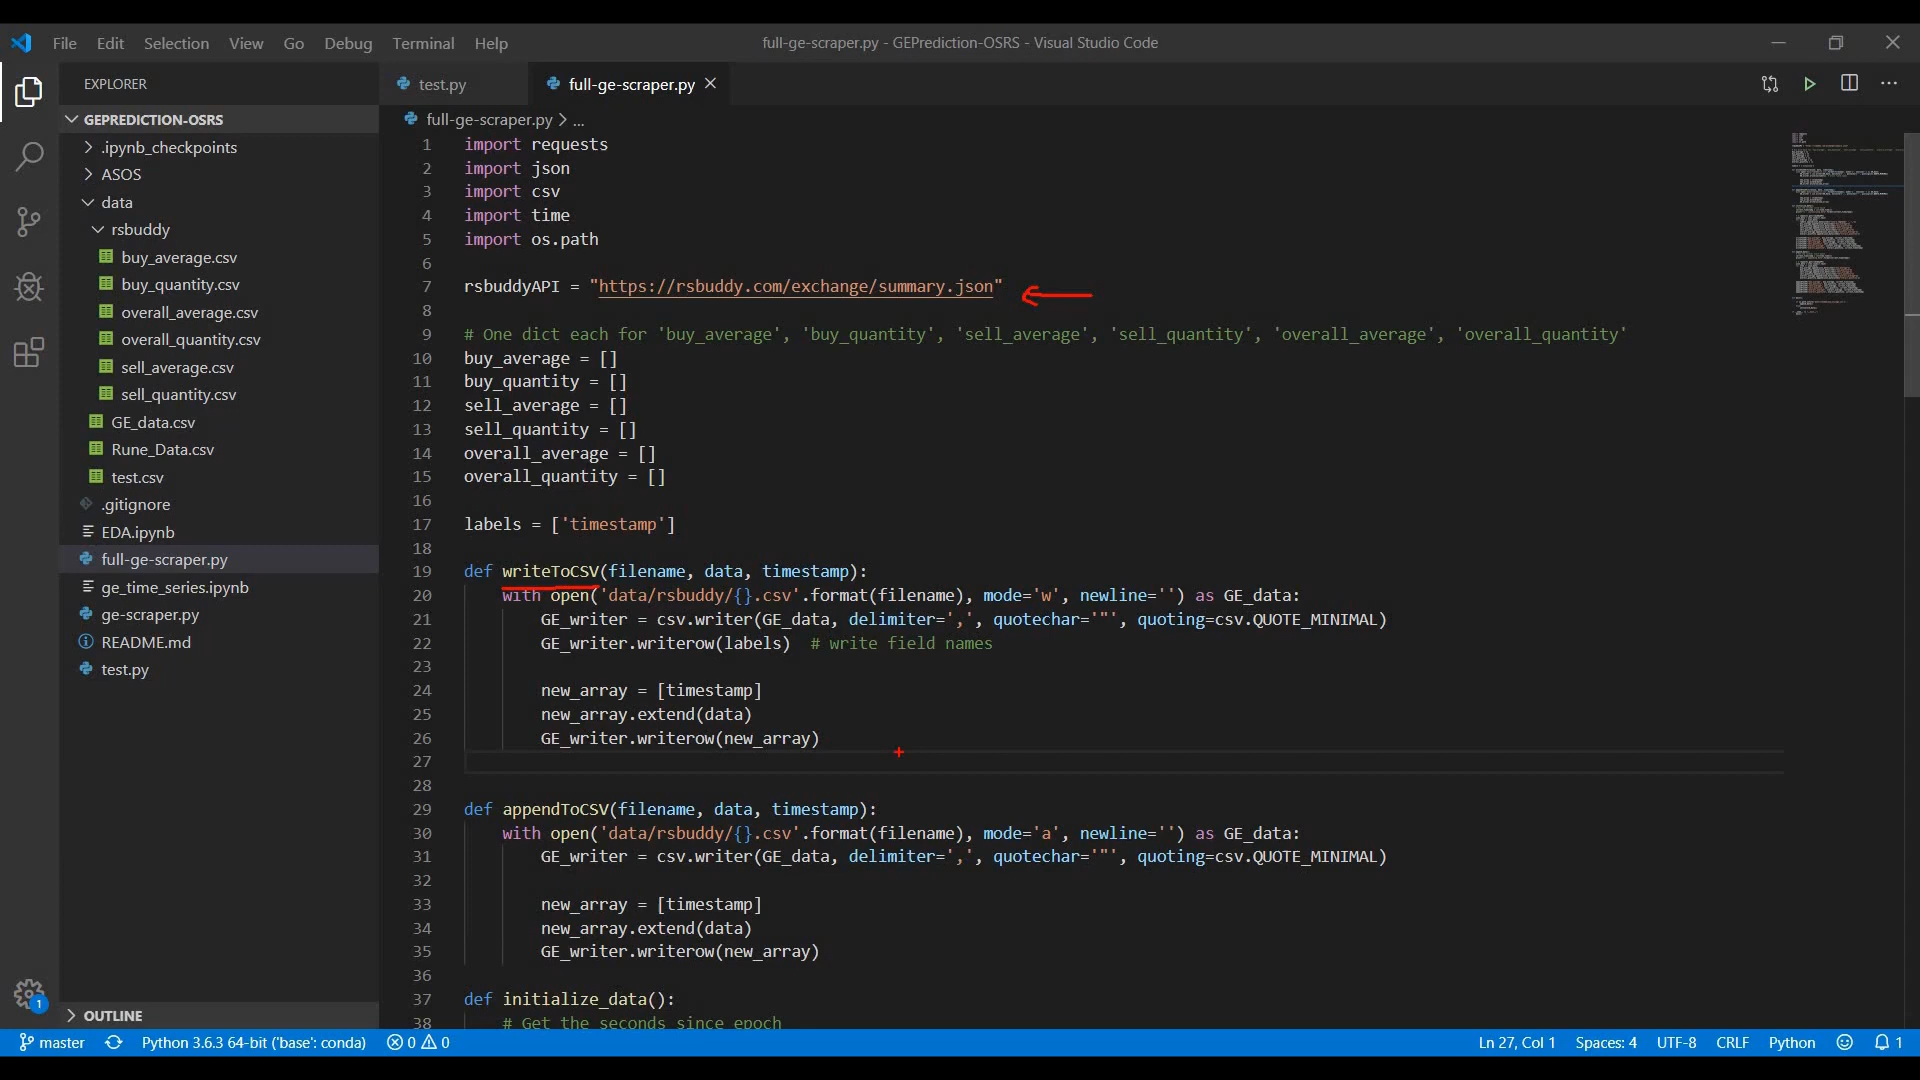 File Edit Selection View Go Debug Terminal Help
full-ge-scraper.py - GEPrediction-OSRS - Visual Studio Code
EXPLORER
GEPREDICTION-OSRS
.ipynb_checkpoints
ASOS
data
rsbuddy
buy_average.csv
buy_quantity.csv
overall_average.csv
overall_quantity.csv
sell_average.csv
sell_quantity.csv
GE_data.csv
Rune_Data.csv
test.csv
.gitignore
EDA.ipynb
full-ge-scraper.py
ge_time_series.ipynb
ge-scraper.py
README.md
test.py
OUTLINE
test.py
full-ge-scraper.py
full-ge-scraper.py > ...
1 import requests
2 import json
3 import csv
4 import time
5 import os.path
6
7 rsbuddyAPI = "https://rsbuddy.com/exchange/summary.json"
8
9 # One dict each for 'buy_average', 'buy_quantity', 'sell_average', 'sell_quantity', 'overall_average', 'overall_quantity'
10 buy_average = []
11 buy_quantity = []
12 sell_average = []
13 sell_quantity = []
14 overall_average = []
15 overall_quantity = []
16
17 labels = ['timestamp']
18
19 def writeToCSV(filename, data, timestamp):
20 with open('data/rsbuddy/{}.csv'.format(filename), mode='w', newline='') as GE_data:
21 GE_writer = csv.writer(GE_data, delimiter=',', quotechar='"', quoting=csv.QUOTE_MINIMAL)
22 GE_writer.writerow(labels)  # write field names
23
24 new_array = [timestamp]
25 new_array.extend(data)
26 GE_writer.writerow(new_array)
27
28
29 def appendToCSV(filename, data, timestamp):
30 with open('data/rsbuddy/{}.csv'.format(filename), mode='a', newline='') as GE_data:
31 GE_writer = csv.writer(GE_data, delimiter=',', quotechar='"', quoting=csv.QUOTE_MINIMAL)
32
33 new_array = [timestamp]
34 new_array.extend(data)
35 GE_writer.writerow(new_array)
36
37 def initialize_data():
38 # Get the seconds since epoch
1
master
Python 3.6.3 64-bit ('base': conda)
0 0
Ln 27, Col 1
Spaces: 4
UTF-8
CRLF
Python
1